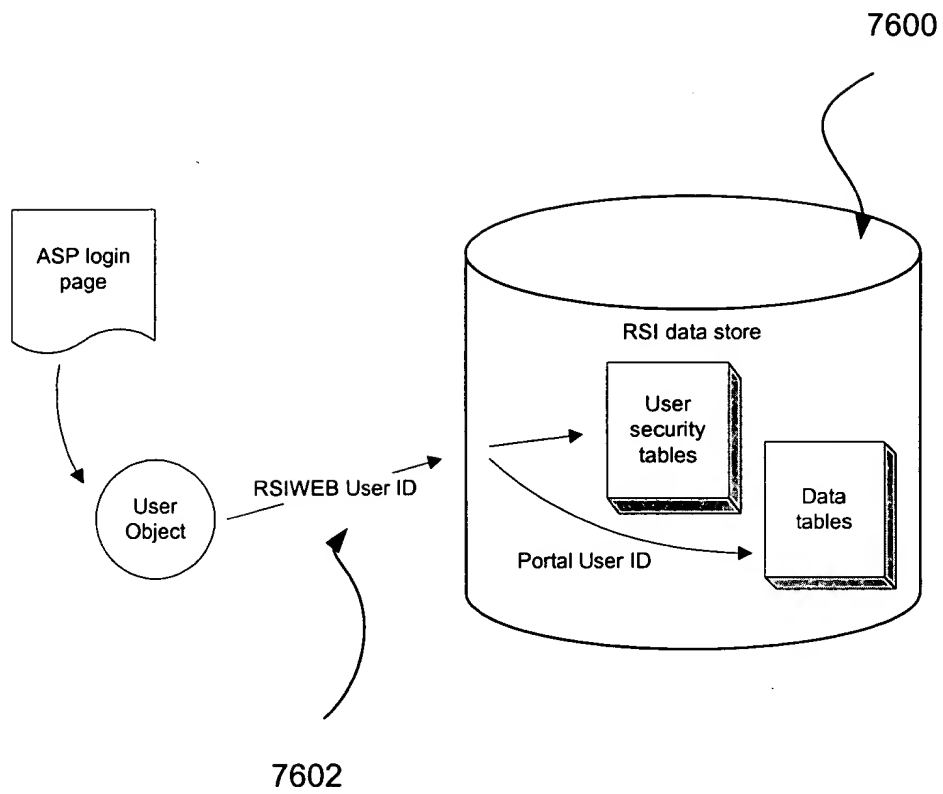 7600
ASP login
page
RSI data store
User
security
tables
RSIWEB User ID
User
Object
Data
tables
Portal User ID
7602